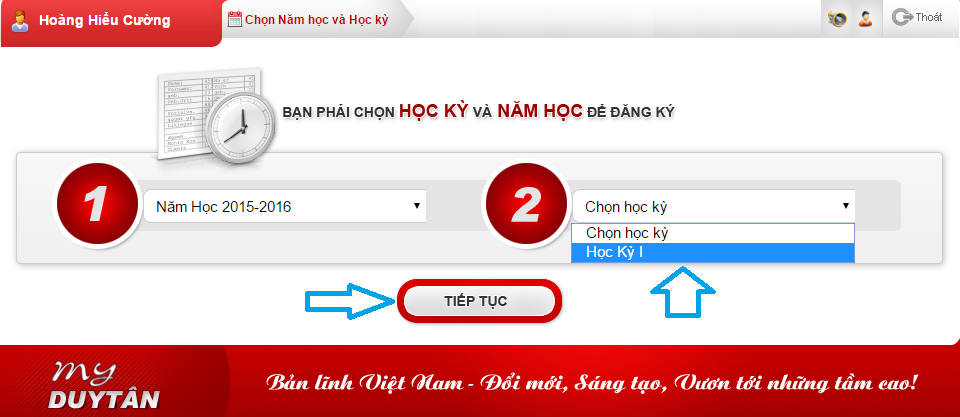 Hoàng Hiếu Cường
Chọn Năm học và Học kỳ
Thoát
BẠN PHẢI CHỌN HỌC KỲ VÀ NĂM HỌC ĐỂ ĐĂNG KÝ
1
Năm Học 2015-2016
2
Chọn học kỳ
Chọn học kỳ
Học Kỳ I
TIẾP TỤC
my
DUYTÂN
Bản lĩnh Việt Nam - Đổi mới, Sáng tạo, Vươn tới những tầm cao!